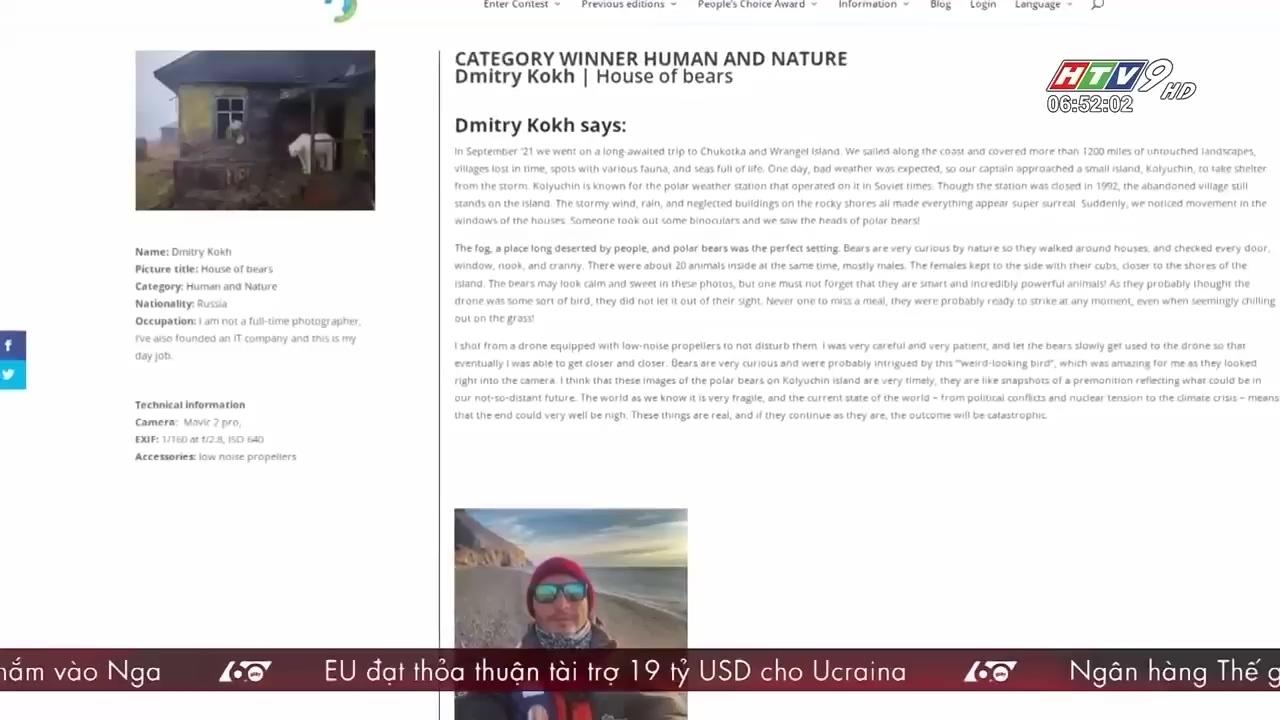 Enter Contest
Previous editions
People's Choice Award
Information
Blog
Login
Language
HTV9 HD
06:52:02
CATEGORY WINNER HUMAN AND NATURE
Dmitry Kokh | House of bears
Dmitry Kokh says:
In September '21 we went on a long-awaited trip to Chukotka and Wrangel Island. We sailed along the coast and covered more than 1200 miles of untouched landscapes,
villages lost in time, spots with various fauna, and seas full of life. One day, bad weather was expected, so our captain approached a small island, Kolyuchin, to take shelter
from the storm. Kolyuchin is known for the polar weather station that operated on it in Soviet times. Though the station was closed in 1992, the abandoned village still
stands on the island. The stormy wind, rain, and neglected buildings on the rocky shores all made everything appear super surreal. Suddenly, we noticed movement in the
windows of the houses. Someone took out some binoculars and we saw the heads of polar bears!
The fog, a place long deserted by people, and polar bears was the perfect setting. Bears are very curious by nature so they walked around houses, and checked every door,
window, nook, and cranny. There were about 20 animals inside at the same time, mostly males. The females kept to the side with their cubs, closer to the shores of the
island. The bears may look calm and sweet in these photos, but one must not forget that they are smart and incredibly powerful animals! As they probably thought the
drone was some sort of bird, they did not let it out of their sight. Never one to miss a meal, they were probably ready to strike at any moment, even when seemingly chilling
out on the grass!
I shot from a drone equipped with low-noise propellers to not disturb them. I was very careful and very patient, and let the bears slowly get used to the drone so that
eventually I was able to get closer and closer. Bears are very curious and were probably intrigued by this ""weird-looking bird", which was amazing for me as they looked
right into the camera. I think that these images of the polar bears on Kolyuchin island are very timely, they are like snapshots of a premonition reflecting what could be in
our not-so-distant future. The world as we know it is very fragile, and the current state of the world – from political conflicts and nuclear tension to the climate crisis – means
that the end could very well be nigh. These things are real, and if they continue as they are, the outcome will be catastrophic.
Name: Dmitry Kokh
Picture title: House of bears
Category: Human and Nature
Nationality: Russia
Occupation: I am not a full-time photographer,
I've also founded an IT company and this is my
day job.
Technical information
Camera: Mavic 2 pro,
EXIF: 1/160 at f/2.8, ISO 640
Accessories: low noise propellers
nhắm vào Nga 60 EU đạt thỏa thuận tài trợ 19 tỷ USD cho Ucraina 60 Ngân hàng Thế g